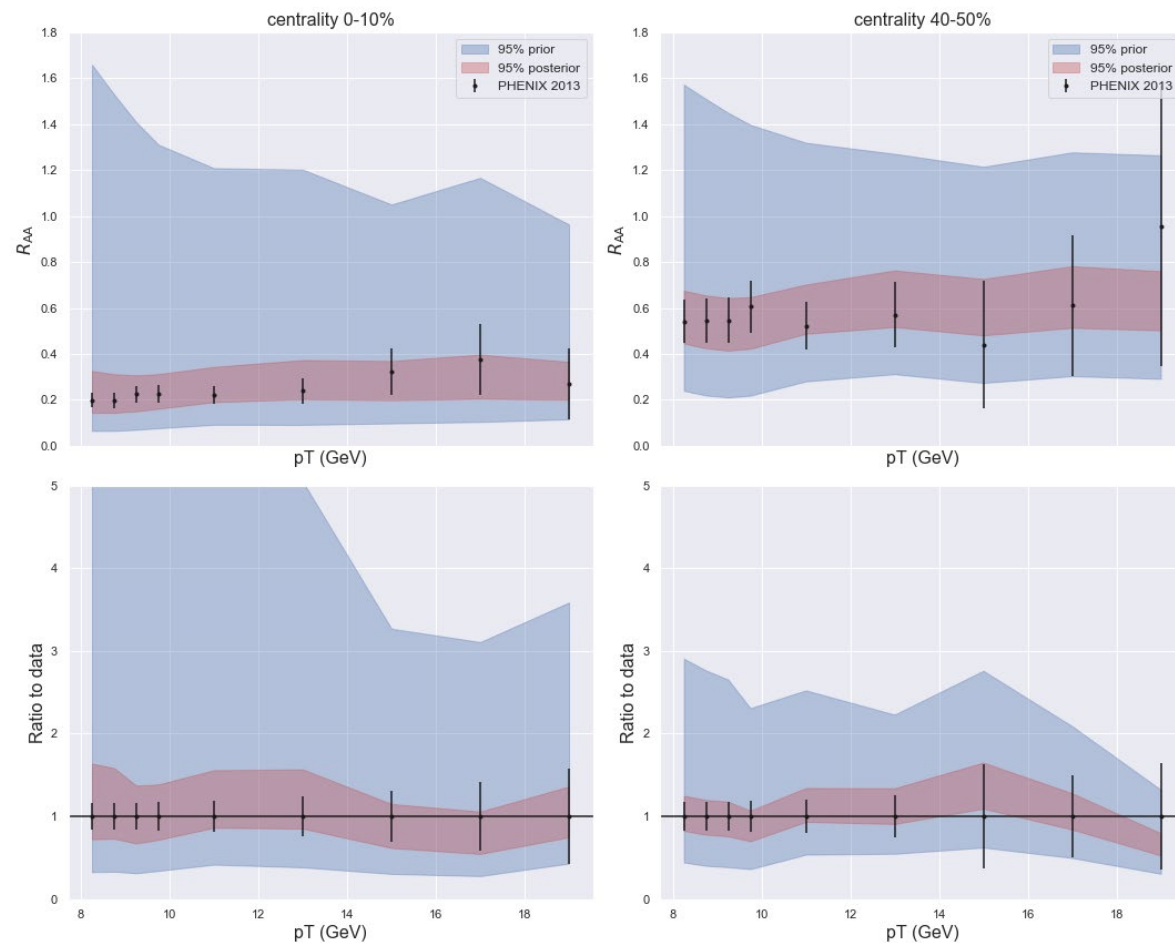 centrality 0-10%
1.8
1.6
1.4
1.2
1.0
0.8
0.6
0.4
0.2
0.0
R_AA
95% prior
95% posterior
PHENIX 2013
pT (GeV)
centrality 40-50%
1.8
1.6
1.4
1.2
1.0
0.8
0.6
0.4
0.2
0.0
R_AA
95% prior
95% posterior
PHENIX 2013
pT (GeV)
5
4
3
2
1
0
Ratio to data
8 10 12 14 16 18
pT (GeV)
5
4
3
2
1
0
Ratio to data
8 10 12 14 16 18
pT (GeV)